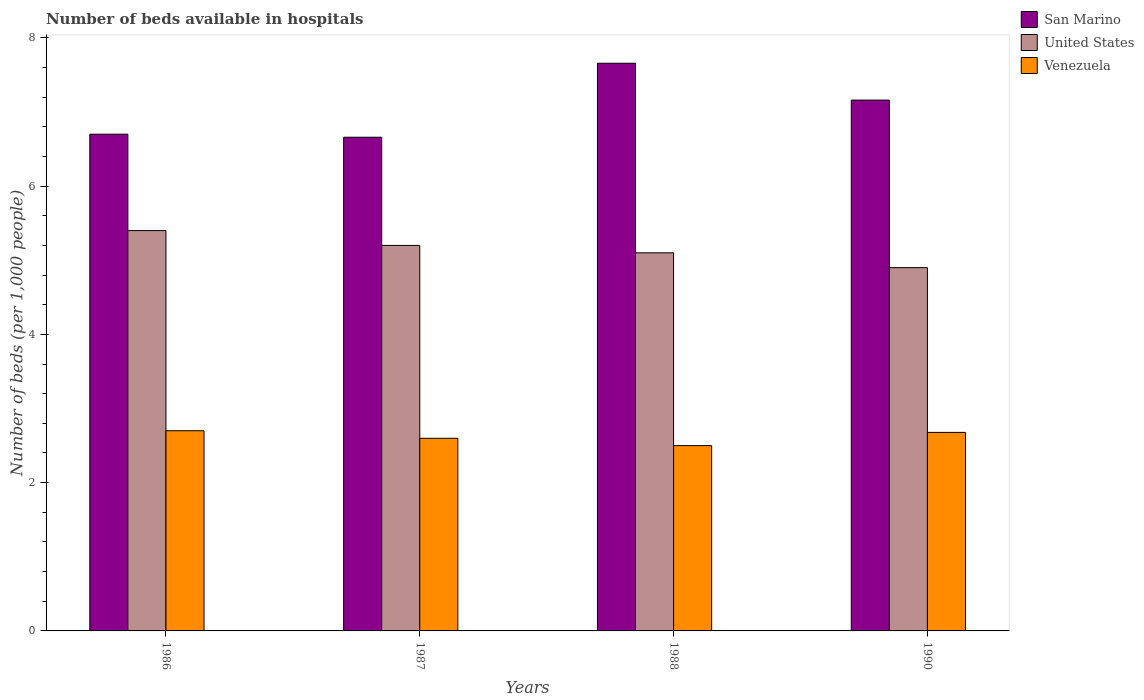 Number of beds available in hospitals
San Marino
United States
Venezuela
Number of beds (per 1,000 people)
8
6
4
2
0
1986
1987
1988
1990
Years